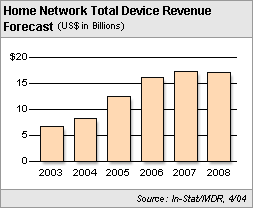 Home Network Total Device Revenue
Forecast (US$ in Billions)
$20
15
10
5
0
2003 2004 2005 2006 2007 2008
Source: In-Stat/MDR, 4/04